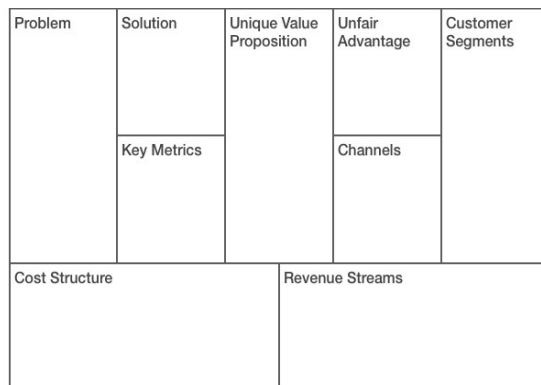 Problem
Solution
Unique Value
Proposition
Unfair
Advantage
Customer
Segments
Key Metrics
Channels
Cost Structure
Revenue Streams